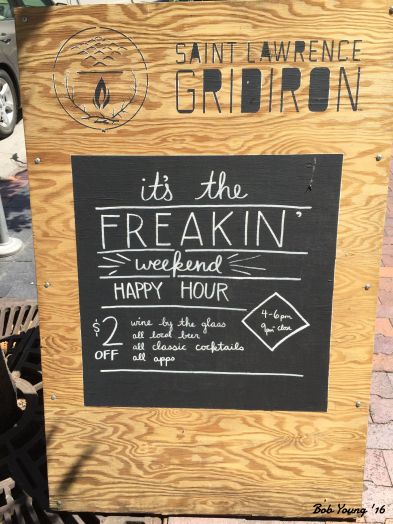 SAINT LAWRENCE
GRIDIRON
it's the
FREAKIN'
weekend
HAPPY HOUR
$2 OFF
wine by the glass
all local beer
all classic cocktails
all apps
4-6pm
9pm-close
Bob Young '16